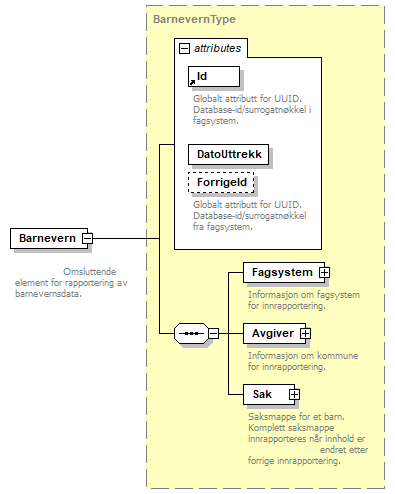 BarnevernType
attributes
Id
Globalt attributt for UUID.
Database-id/surrogatnøkkel i
fagsystem.
DatoUttrekk
ForrigeId
Globalt attributt for UUID.
Database-id/surrogatnøkkel
fra fagsystem.
Barnevern
Omsluttende
element for rapportering av
barnevernsdata.
Fagsystem
Informasjon om fagsystem
for innrapportering.
Avgiver
Informasjon om kommune
for innrapportering.
Sak
Saksmappe for et barn.
Komplett saksmappe
innrapporteres når innhold er
endret etter
forrige innrapportering.